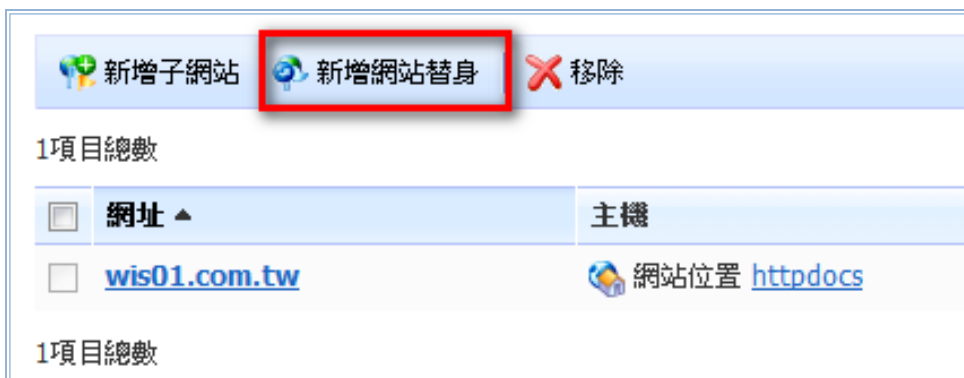 新增子網站 新增網站替身 移除
1項目總數
網址 主機
wis01.com.tw 網站位置 httpdocs
1項目總數